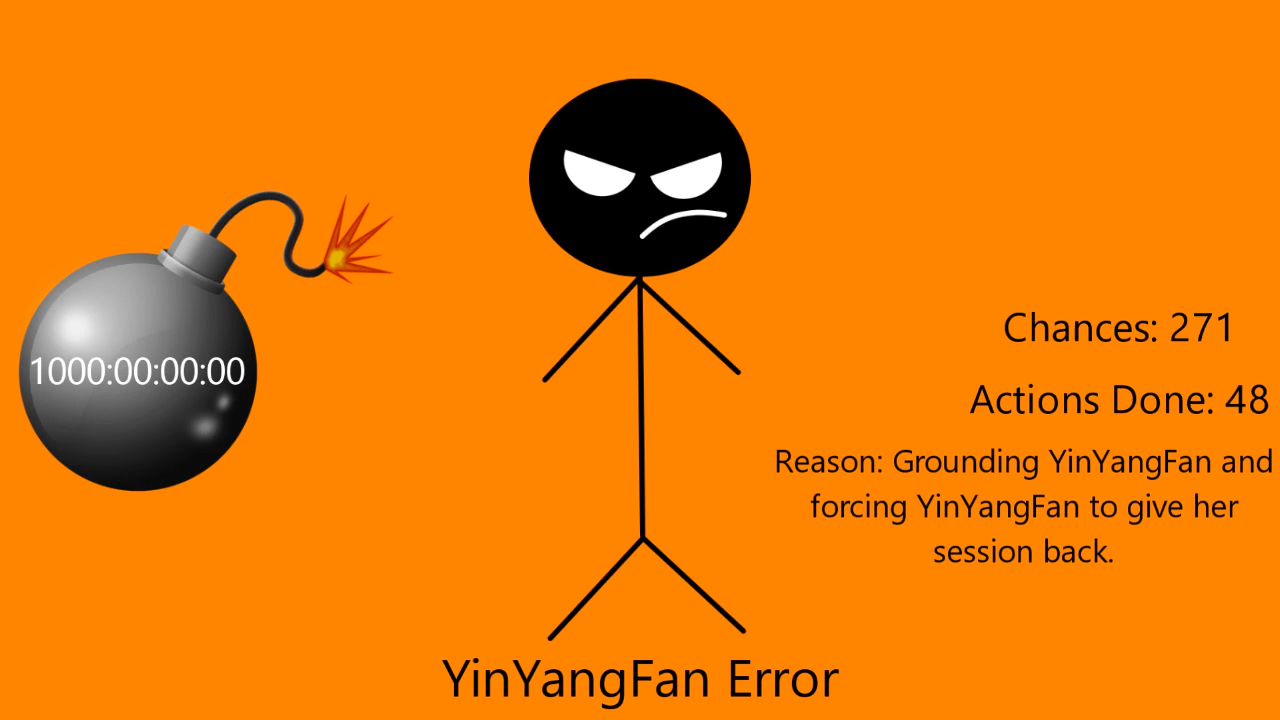 1000:00:00:00
Chances: 271
Actions Done: 48
Reason: Grounding YinYangFan and
forcing YinYangFan to give her
session back.
YinYangFan Error